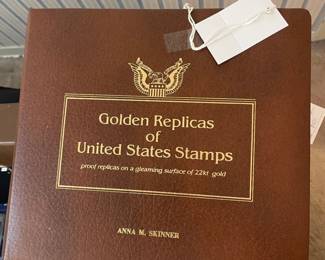 Golden Replicas
of
United States Stamps
proof replicas on a gleaming surface of 22kt gold
ANNA M. SKINNER